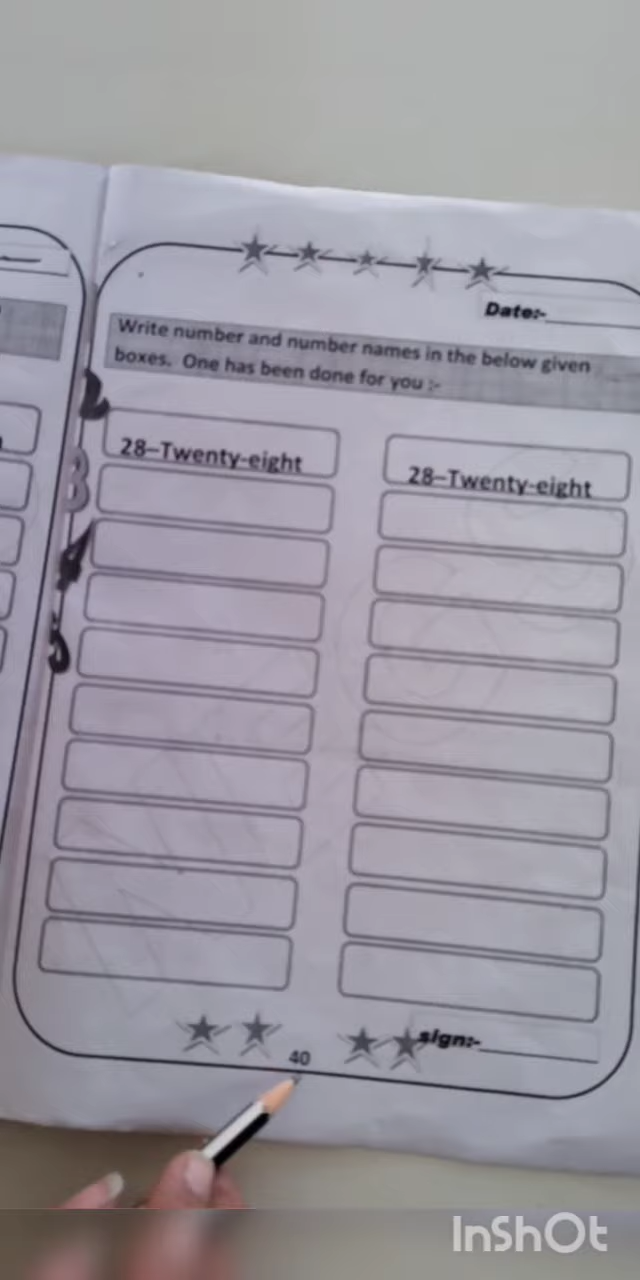 Date:-
Write number and number names in the below given
boxes. One has been done for you :-
2
28–Twenty-eight
28–Twenty-eight
3
4
5
sign:-
40
InShOt